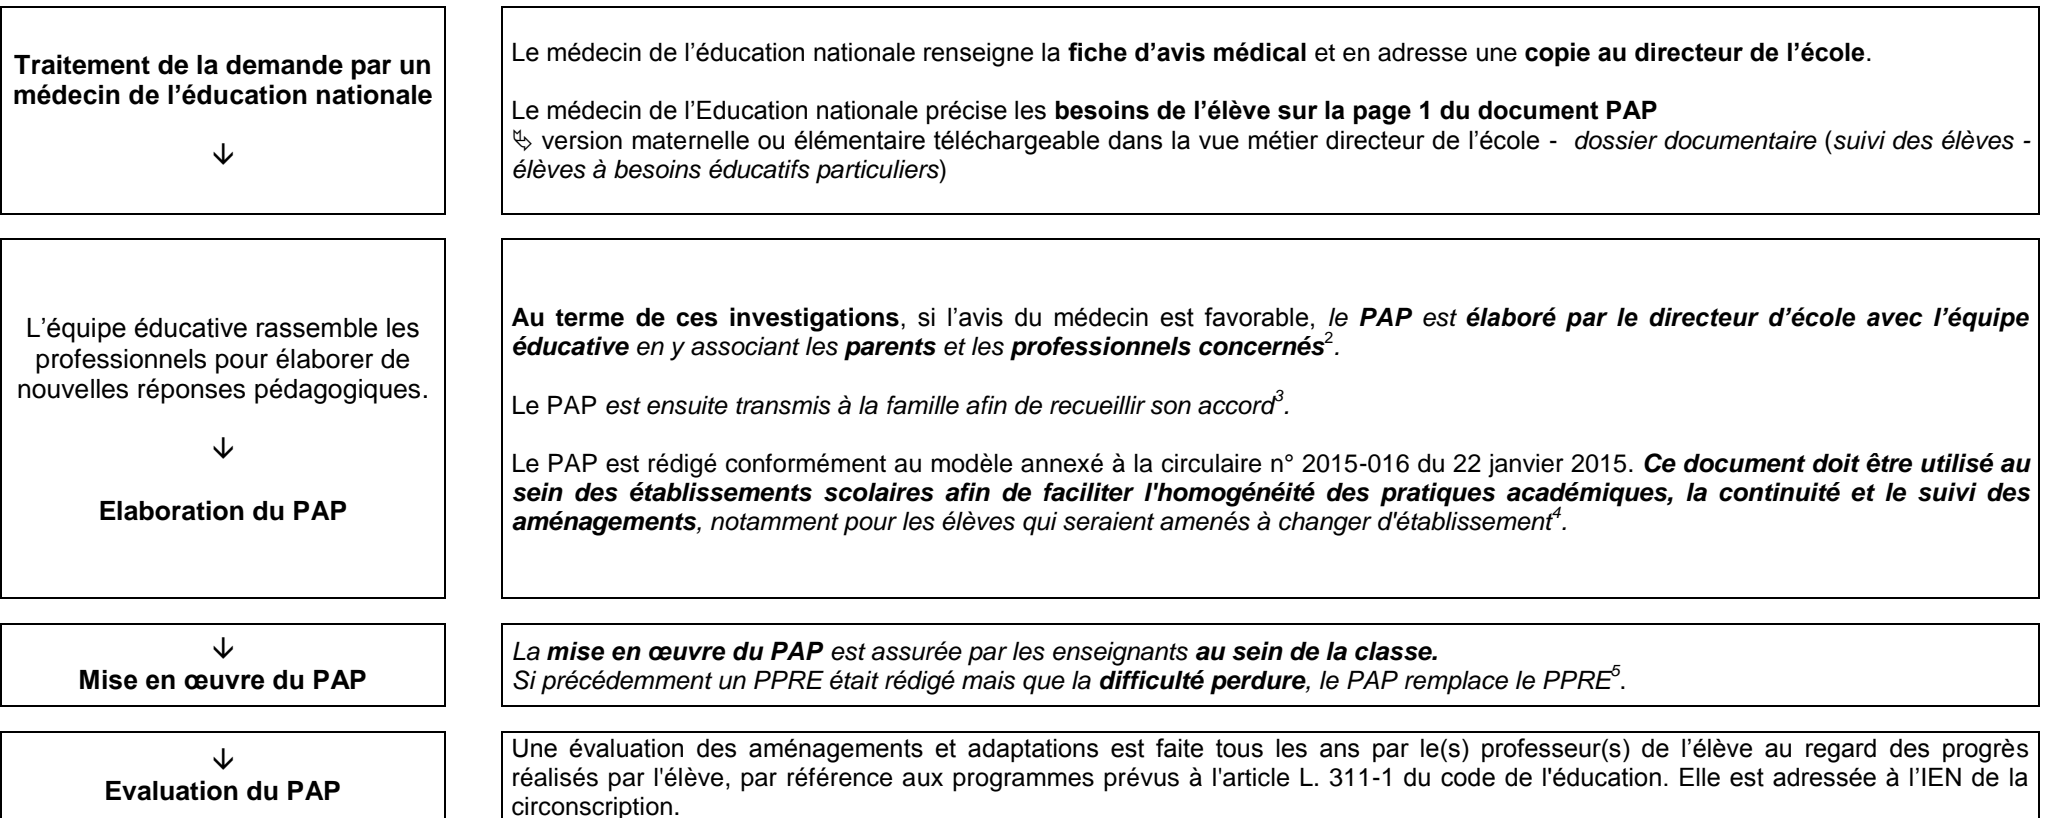 Traitement de la demande par un
médecin de l’éducation nationale
↓
Le médecin de l’éducation nationale renseigne la fiche d’avis médical et en adresse une copie au directeur de l’école.
Le médecin de l’Education nationale précise les besoins de l’élève sur la page 1 du document PAP
↳ version maternelle ou élémentaire téléchargeable dans la vue métier directeur de l’école - dossier documentaire (suivi des élèves -
élèves à besoins éducatifs particuliers)
L’équipe éducative rassemble les
professionnels pour élaborer de
nouvelles réponses pédagogiques.
↓
Elaboration du PAP
Au terme de ces investigations, si l’avis du médecin est favorable, le PAP est élaboré par le directeur d’école avec l’équipe
éducative en y associant les parents et les professionnels concernés².
Le PAP est ensuite transmis à la famille afin de recueillir son accord³.
Le PAP est rédigé conformément au modèle annexé à la circulaire n° 2015-016 du 22 janvier 2015. Ce document doit être utilisé au
sein des établissements scolaires afin de faciliter l'homogénéité des pratiques académiques, la continuité et le suivi des
aménagements, notamment pour les élèves qui seraient amenés à changer d'établissement⁴.
↓
Mise en œuvre du PAP
La mise en œuvre du PAP est assurée par les enseignants au sein de la classe.
Si précédemment un PPRE était rédigé mais que la difficulté perdure, le PAP remplace le PPRE⁵.
↓
Evaluation du PAP
Une évaluation des aménagements et adaptations est faite tous les ans par le(s) professeur(s) de l’élève au regard des progrès
réalisés par l'élève, par référence aux programmes prévus à l'article L. 311-1 du code de l'éducation. Elle est adressée à l’IEN de la
circonscription.